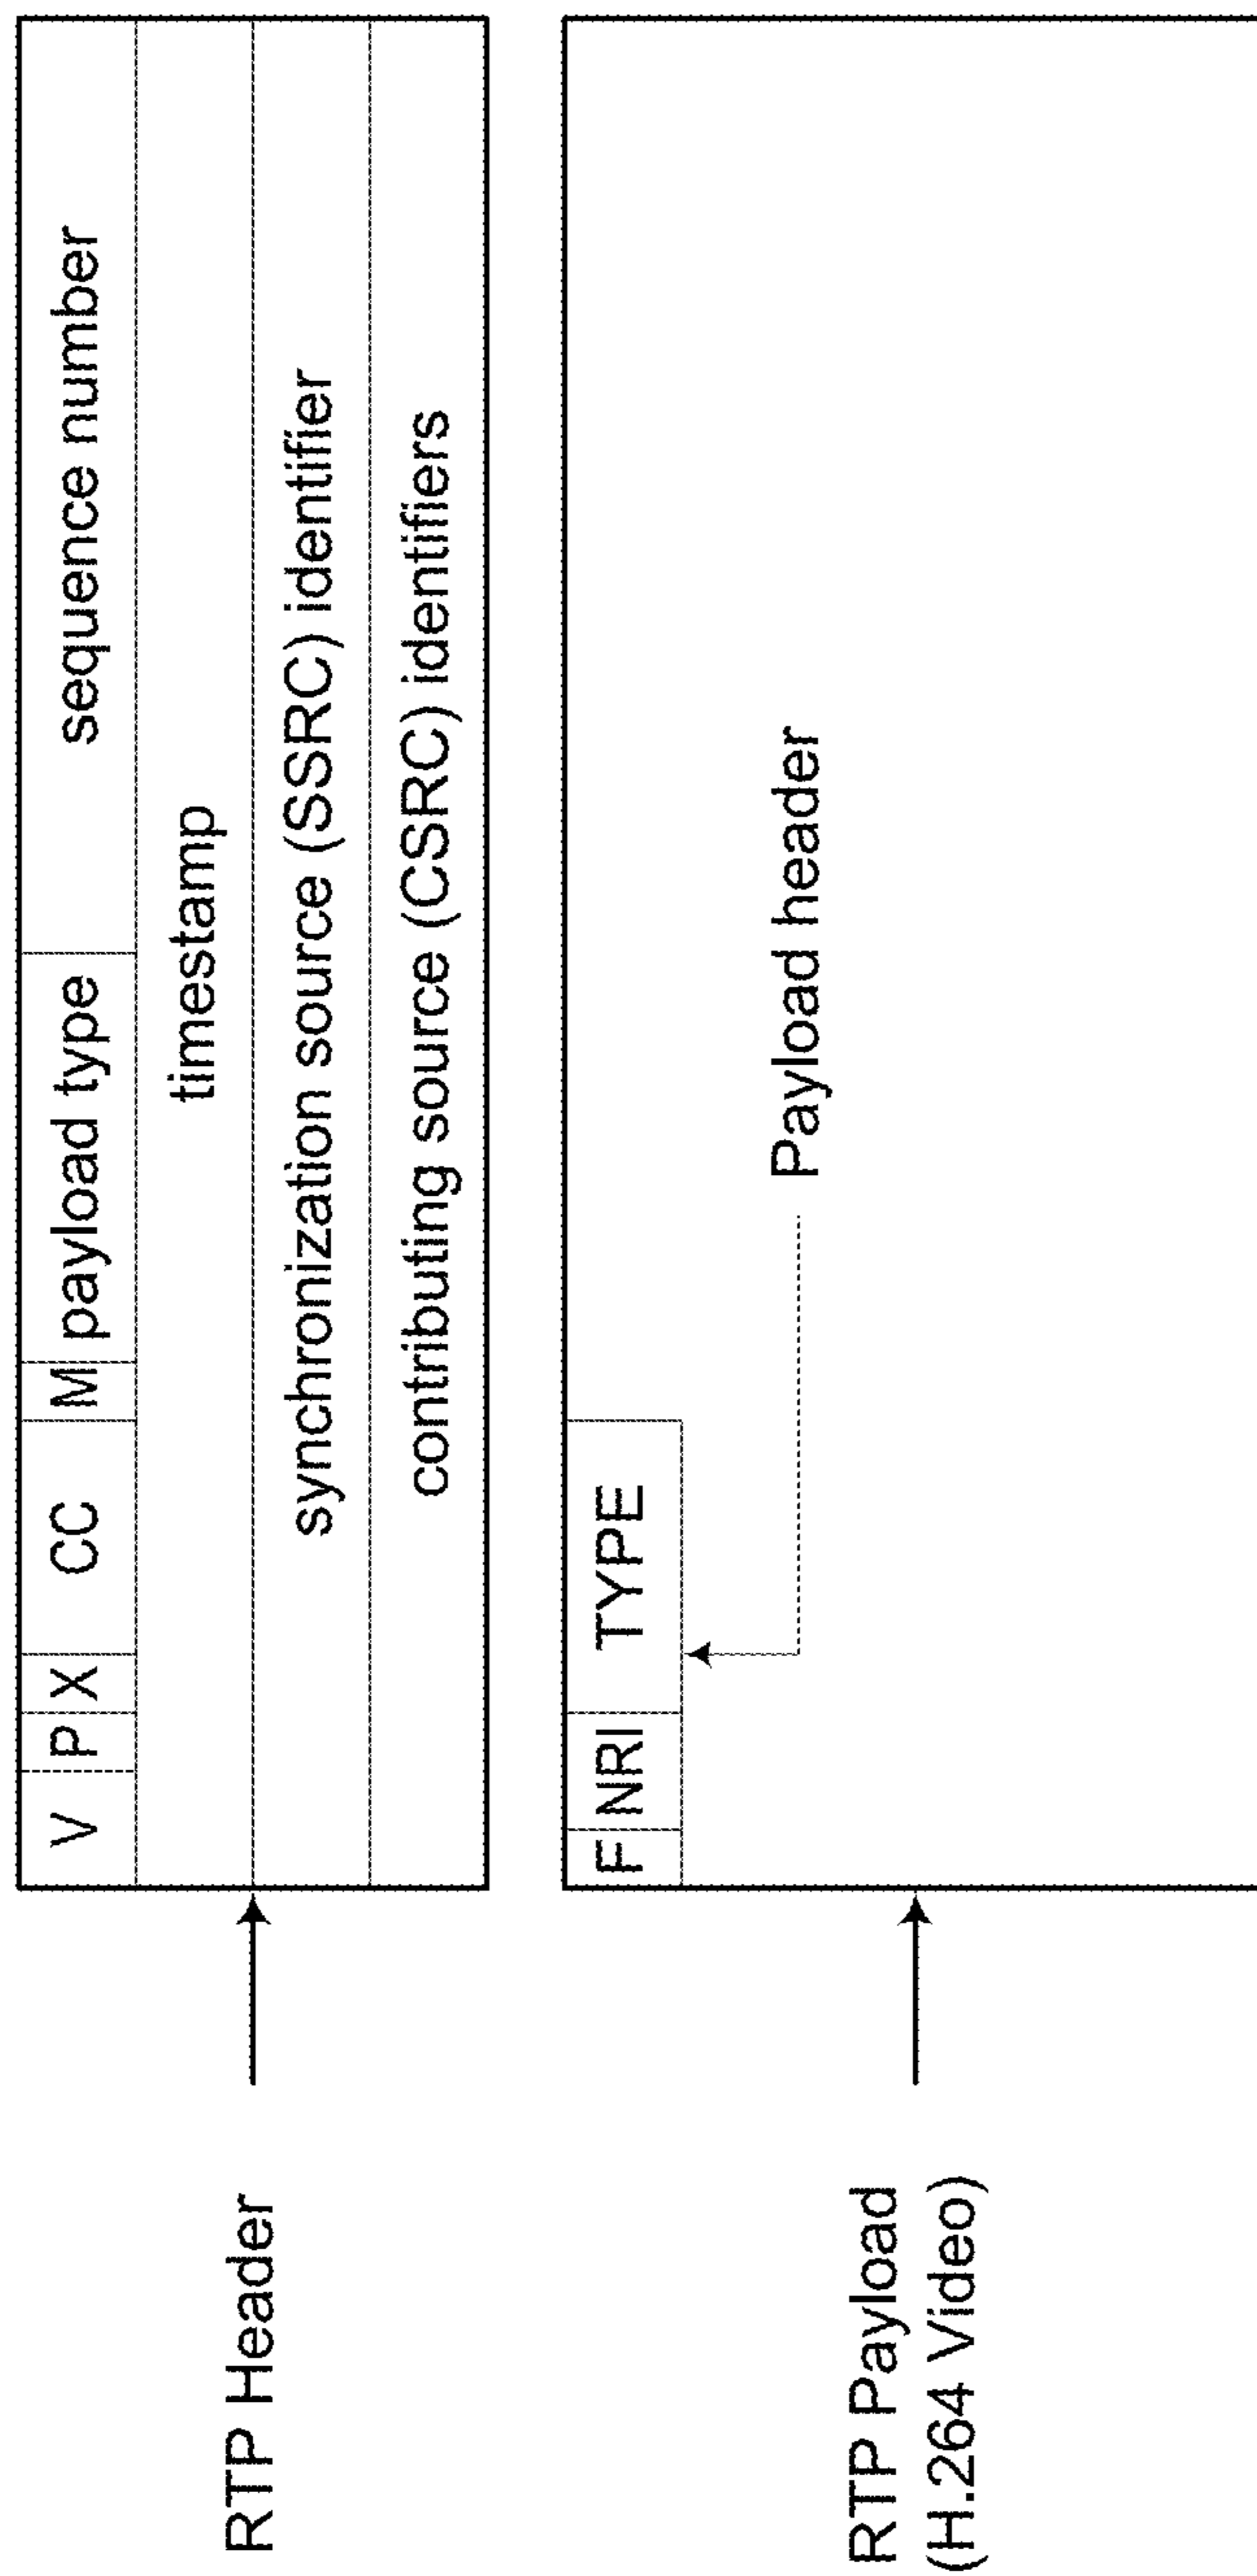 RTP Header
V P X CC M payload type sequence number
timestamp
synchronization source (SSRC) identifier
contributing source (CSRC) identifiers
RTP Payload
(H.264 Video)
F NRI TYPE
Payload header